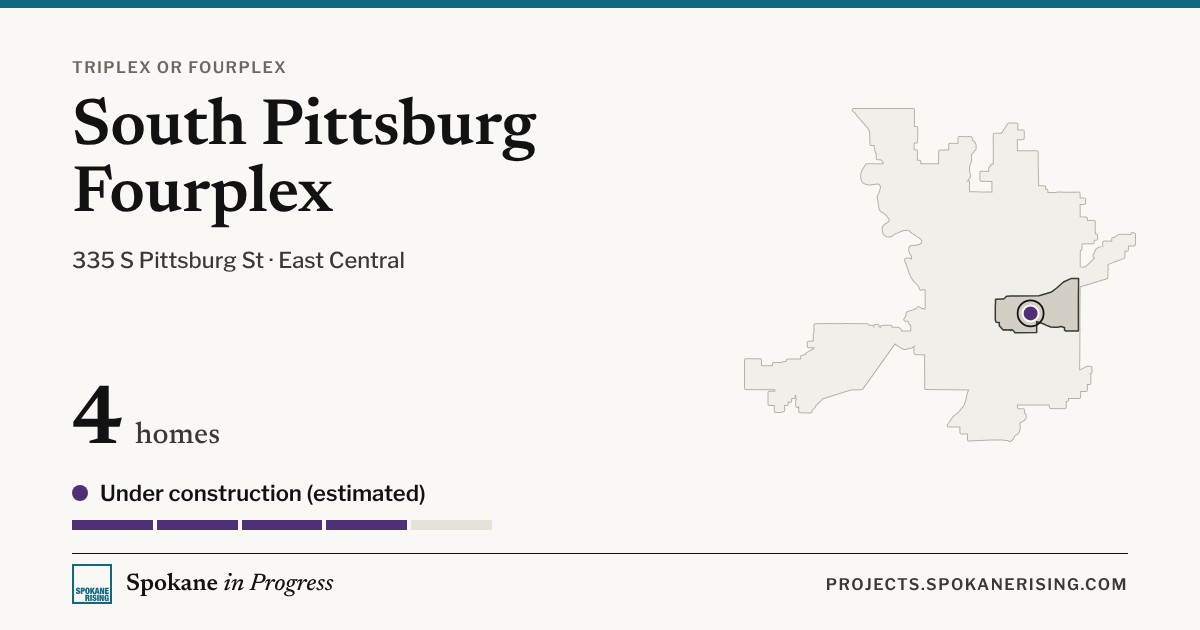 TRIPLEX OR FOURPLEX
South Pittsburg
Fourplex
335 S Pittsburg St · East Central
4 homes
Under construction (estimated)
SPOKANE
RISING
Spokane in Progress
PROJECTS.SPOKANERISING.COM